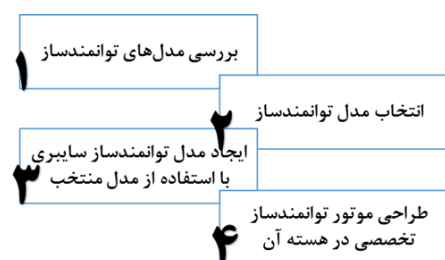 بررسی مدل‌های توانمندساز
۱
انتخاب مدل توانمندساز
۲
ایجاد مدل توانمندساز سایبری
با استفاده از مدل منتخب
۳
طراحی موتور توانمندساز
تخصصی در هسته آن
۴